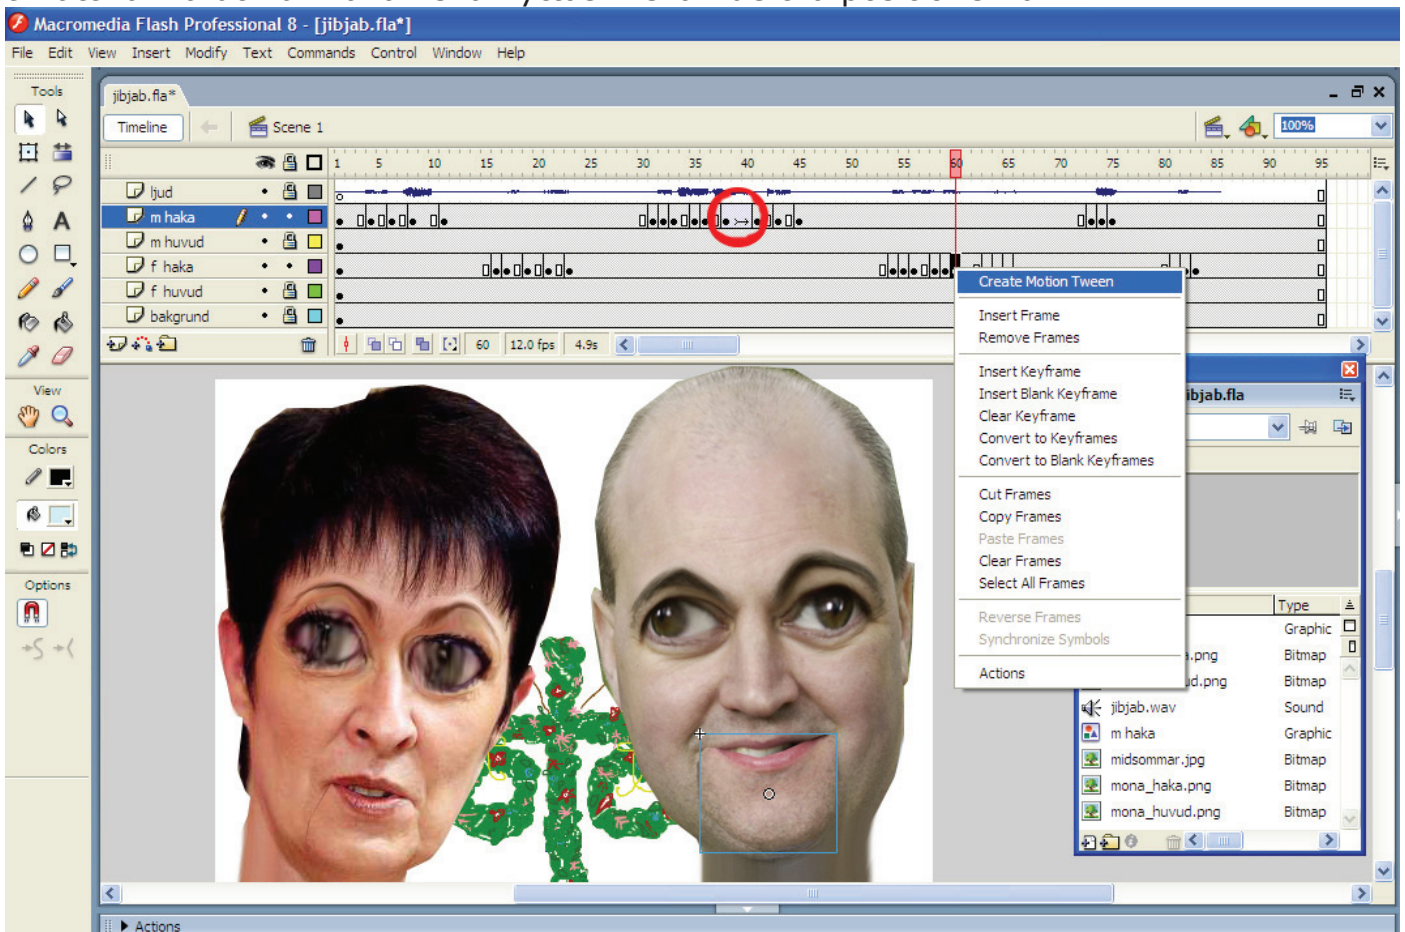 Macromedia Flash Professional 8 - [jibjab.fla*]
File Edit View Insert Modify Text Commands Control Window Help
Tools
jibjab.fla*
Timeline
Scene 1
100%
1 5 10 15 20 25 30 35 40 45 50 55 60 65 70 75 80 85 90 95
ljud
m haka
m huvud
f haka
f huvud
bakgrund
60 12.0 fps 4.9s
View
Colors
Options
Create Motion Tween
Insert Frame
Remove Frames
Insert Keyframe
Insert Blank Keyframe
Clear Keyframe
Convert to Keyframes
Convert to Blank Keyframes
Cut Frames
Copy Frames
Paste Frames
Clear Frames
Select All Frames
Reverse Frames
Synchronize Symbols
Actions
ibjab.fla
Type
Graphic
a.png Bitmap
ud.png Bitmap
jibjab.wav Sound
m haka Graphic
midsommar.jpg Bitmap
mona_haka.png Bitmap
mona_huvud.png Bitmap
Actions